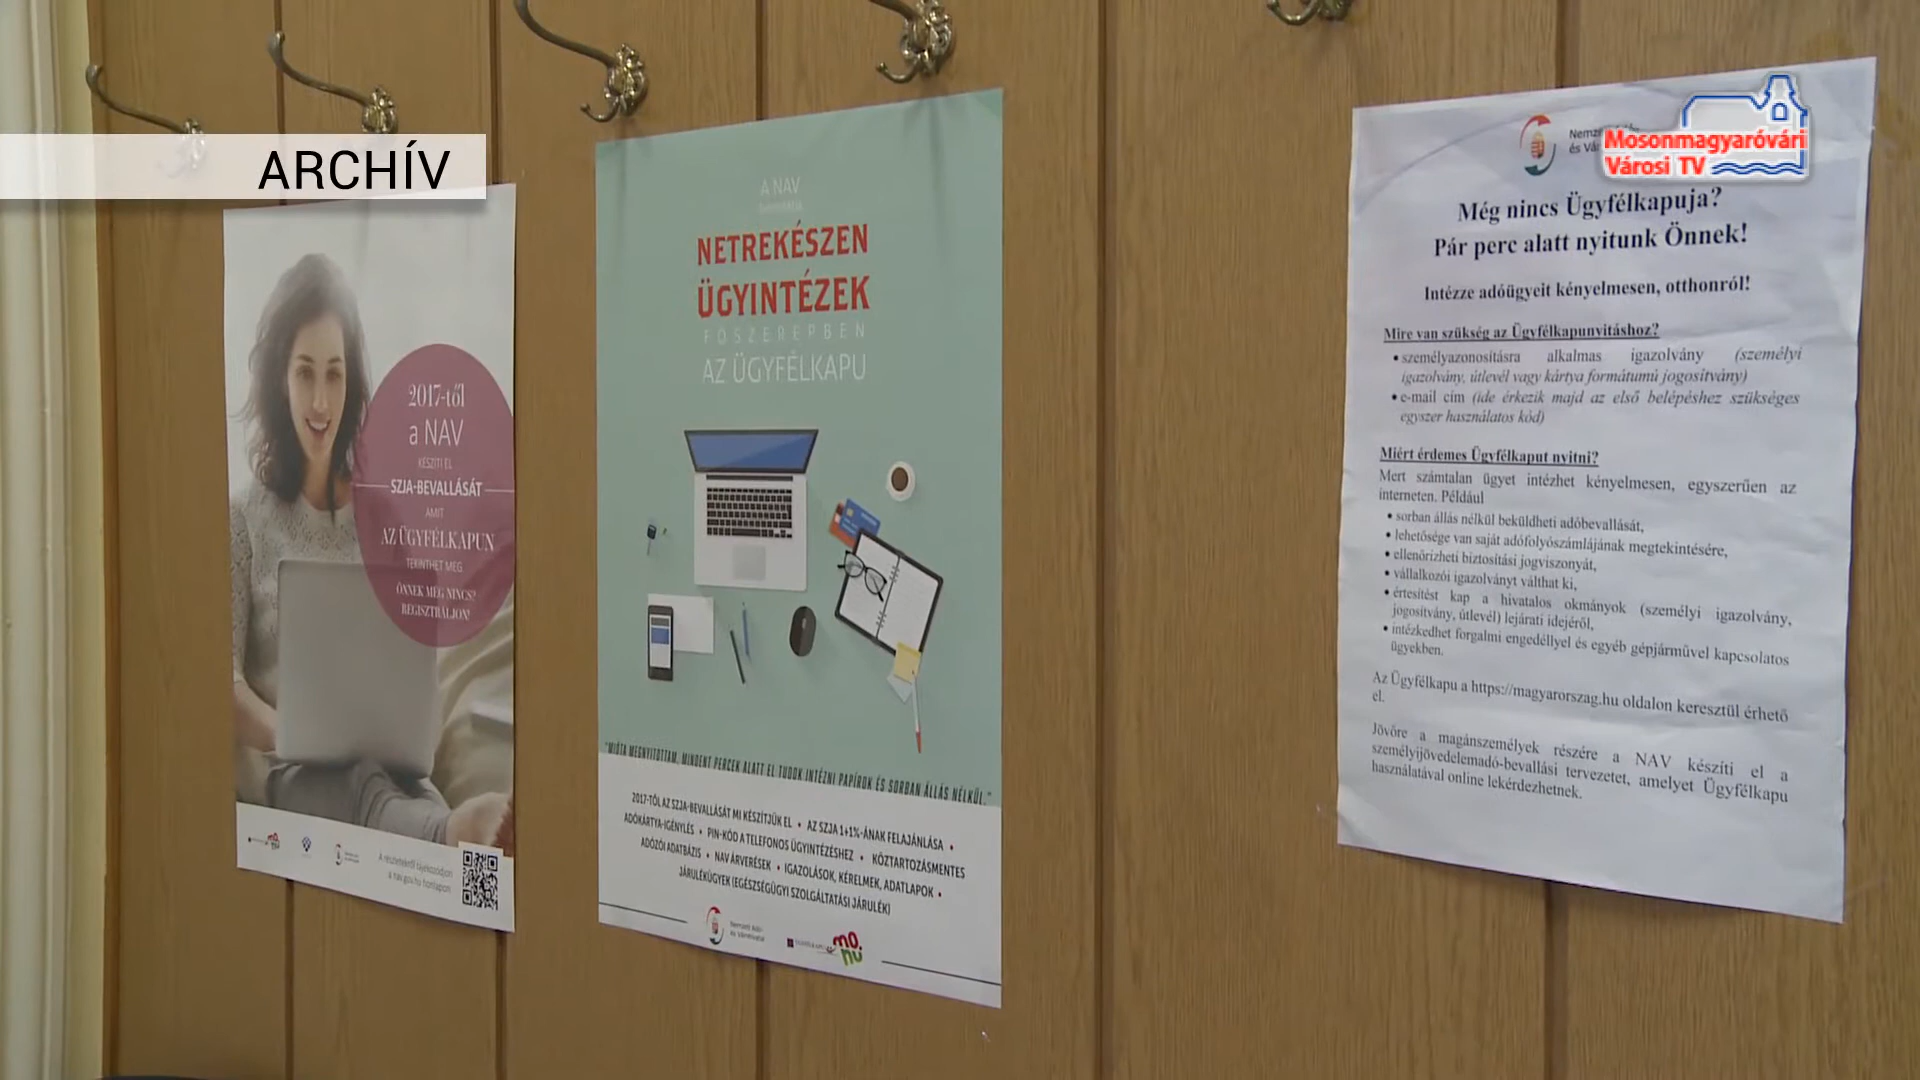 ARCHÍV
2017-től
a NAV
KÉSZÍTI EL
SZJA-BEVALLÁSÁT
AMIT
AZ ÜGYFÉLKAPUN
TEKINTHET MEG
ÖNNEK MÉG NINCS?
REGISZTRÁLJON!
A részletekről tájékozódjon
a nav.gov.hu honlapon
A NAV
NETREKÉSZEN
ÜGYINTÉZEK
FŐSZEREPBEN
AZ ÜGYFÉLKAPU
"MIÓTA MEGNYITOTTAM, MINDENT PERCEK ALATT EL TUDOK INTÉZNI PAPÍROK ÉS SORBAN ÁLLÁS NÉLKÜL."
2017-TŐL AZ SZJA-BEVALLÁSÁT MI KÉSZÍTJÜK EL • AZ SZJA 1+1%-ÁNAK FELAJÁNLÁSA •
ADÓKÁRTYA-IGÉNYLÉS • PIN-KÓD A TELEFONOS ÜGYINTÉZÉSHEZ • KÖZTARTOZÁSMENTES
ADÓZÓI ADATBÁZIS • NAV ÁRVERÉSEK • IGAZOLÁSOK, KÉRELMEK, ADATLAPOK •
JÁRULÉKÜGYEK (EGÉSZSÉGÜGYI SZOLGÁLTATÁSI JÁRULÉK)
Nemzeti Adó-
és Vámhivatal
mo.
hu
Mosonmagyaróvári
Városi TV
Még nincs Ügyfélkapuja?
Pár perc alatt nyitunk Önnek!
Intézze adóügyeit kényelmesen, otthonról!
Mire van szükség az Ügyfélkapunyitáshoz?
• személyazonosításra alkalmas igazolvány (személyi
igazolvány, útlevél vagy kártya formátumú jogosítvány)
• e-mail cím (ide érkezik majd az első belépéshez szükséges
egyszer használatos kód)
Miért érdemes Ügyfélkaput nyitni?
Mert számtalan ügyet intézhet kényelmesen, egyszerűen az
interneten. Például
• sorban állás nélkül beküldheti adóbevallását,
• lehetősége van saját adófolyószámlájának megtekintésére,
• ellenőrizheti biztosítási jogviszonyát,
• vállalkozói igazolványt válthat ki,
• értesítést kap a hivatalos okmányok (személyi igazolvány,
jogosítvány, útlevél) lejárati idejéről,
• intézkedhet forgalmi engedéllyel és egyéb gépjárművel kapcsolatos
ügyekben.
Az Ügyfélkapu a https://magyarorszag.hu oldalon keresztül érhető
el.
Jövőre a magánszemélyek részére a NAV készíti el a
személyijövedelemadó-bevallási tervezetet, amelyet Ügyfélkapu
használatával online lekérdezhetnek.